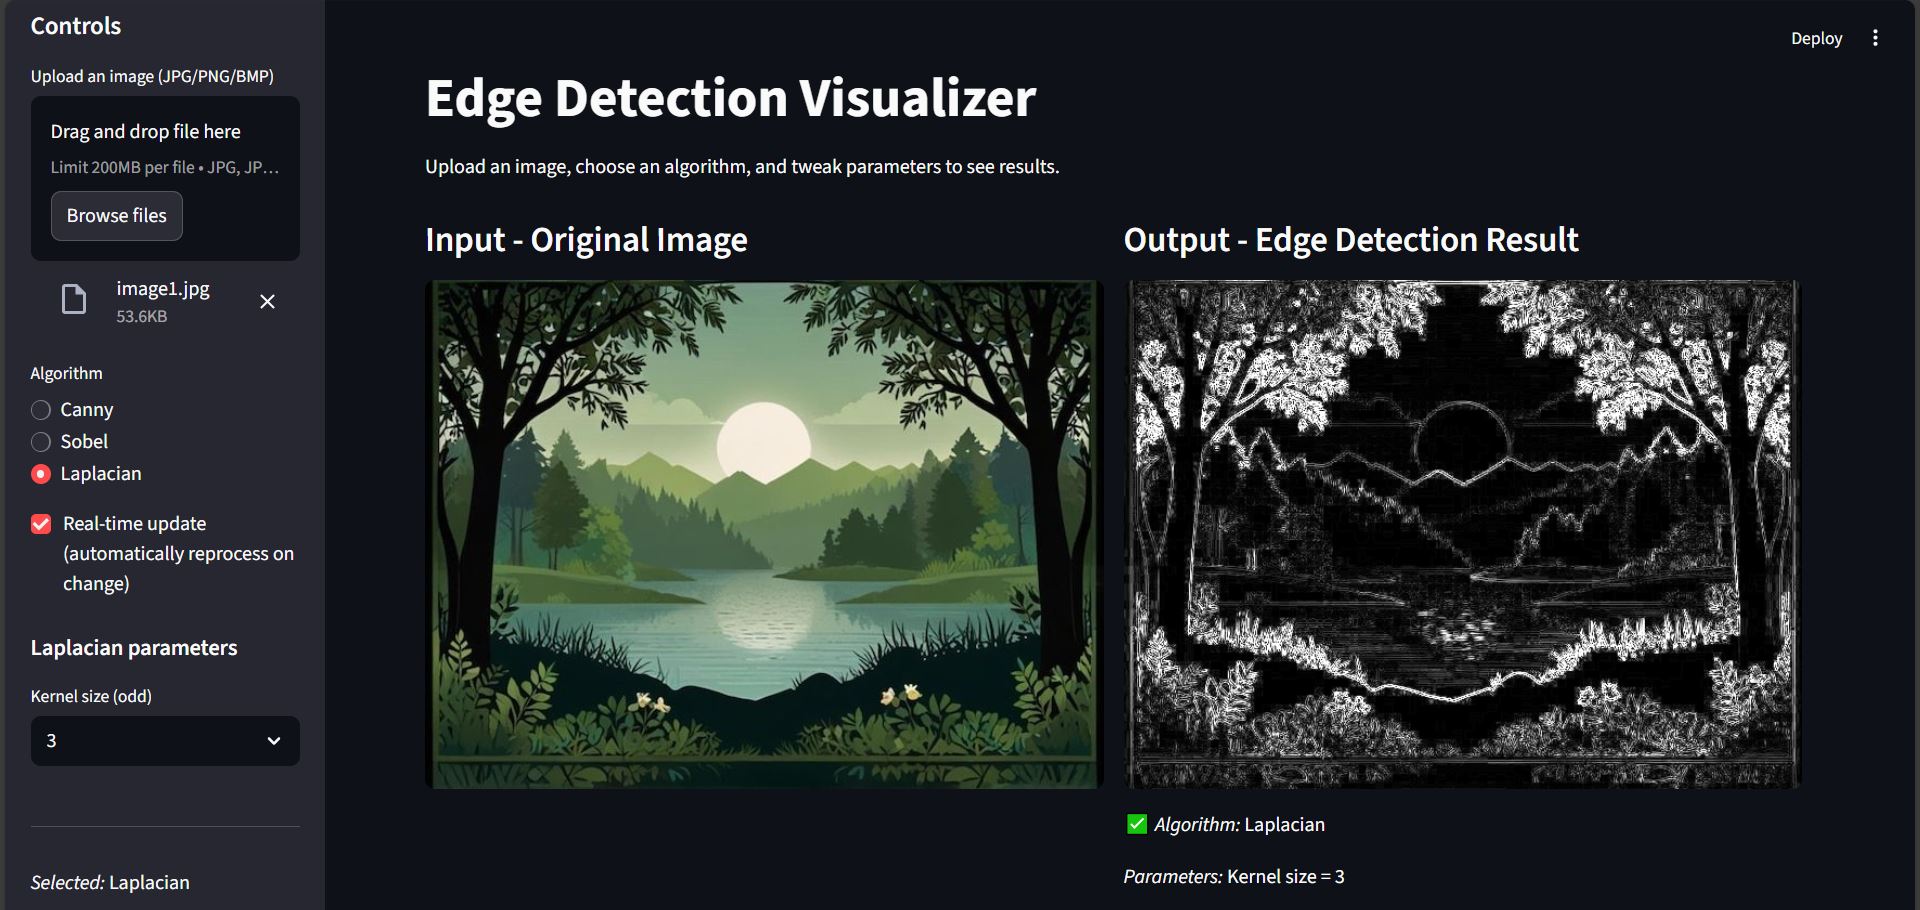 Controls
Upload an image (JPG/PNG/BMP)
Drag and drop file here
Limit 200MB per file • JPG, JP…
Browse files
image1.jpg
53.6KB
Algorithm
Canny
Sobel
Laplacian
Real-time update
(automatically reprocess on
change)
Laplacian parameters
Kernel size (odd)
3
Selected: Laplacian
Deploy
Edge Detection Visualizer
Upload an image, choose an algorithm, and tweak parameters to see results.
Input - Original Image
Output - Edge Detection Result
Algorithm: Laplacian
Parameters: Kernel size = 3